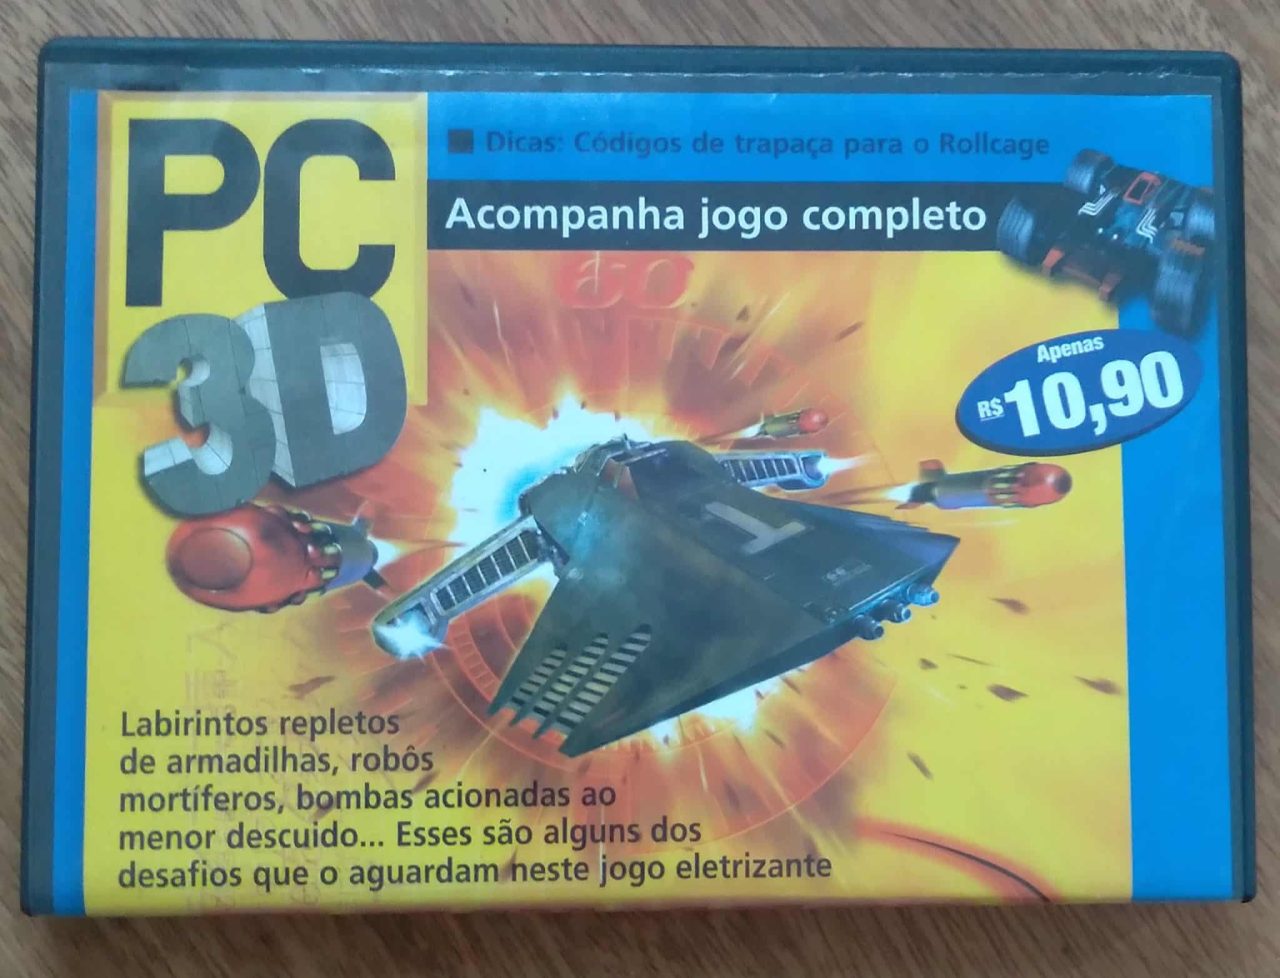 PC
3D
■ Dicas: Códigos de trapaça para o Rollcage
Acompanha jogo completo
Apenas
R$ 10,90
1
Labirintos repletos
de armadilhas, robôs
mortíferos, bombas acionadas ao
menor descuido... Esses são alguns dos
desafios que o aguardam neste jogo eletrizante